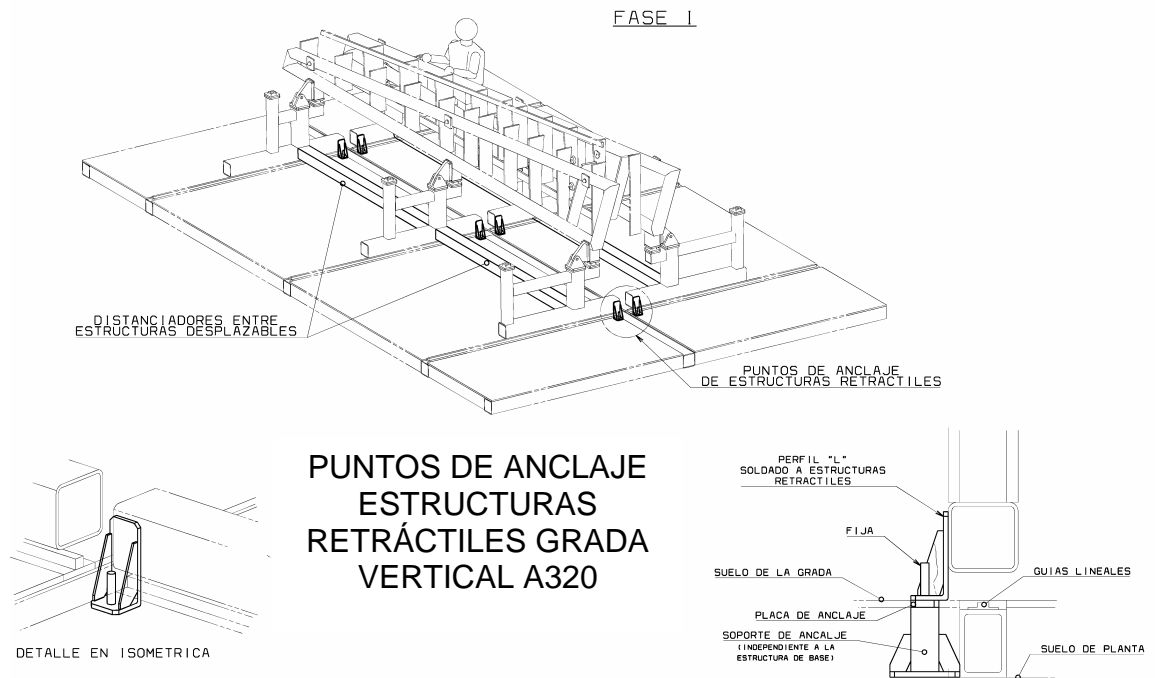 FASE I
DISTANCIADORES ENTRE
ESTRUCTURAS DESPLAZABLES
PUNTOS DE ANCLAJE
DE ESTRUCTURAS RETRACTILES
PUNTOS DE ANCLAJE
ESTRUCTURAS
RETRÁCTILES GRADA
VERTICAL A320
DETALLE EN ISOMETRICA
PERFIL "L"
SOLDADO A ESTRUCTURAS
RETRACTILES
FIJA
SUELO DE LA GRADA
GUIAS LINEALES
PLACA DE ANCLAJE
SOPORTE DE ANCALJE
(INDEPENDIENTE A LA
ESTRUCTURA DE BASE)
SUELO DE PLANTA